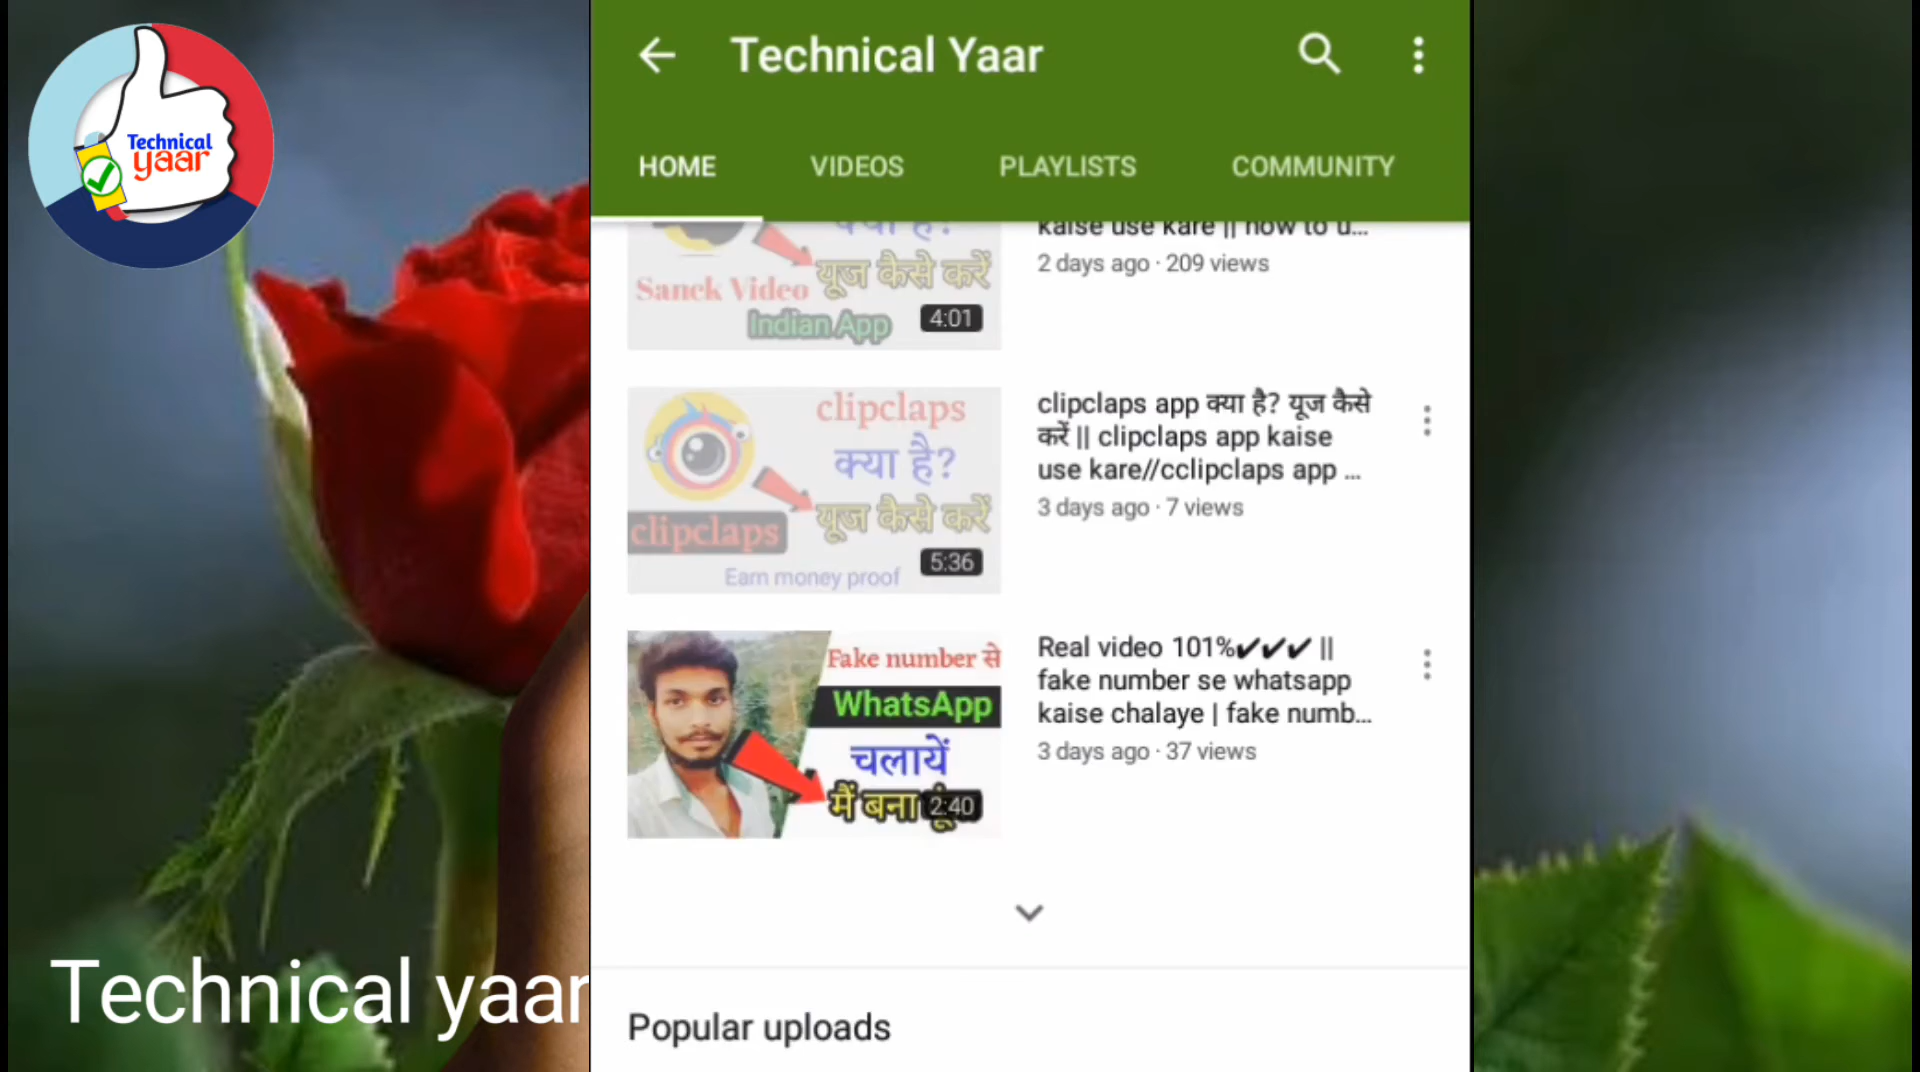 Technical
yaar
Technical Yaar
HOME
VIDEOS
PLAYLISTS
COMMUNITY
क्या है?
यूज कैसे करें
Sanck Video
Indian App
4:01
kaise use kare || how to u...
2 days ago · 209 views
clipclaps
क्या है?
यूज कैसे करें
clipclaps
Earn money proof
5:36
clipclaps app क्या है? यूज कैसे
करें || clipclaps app kaise
use kare//cclipclaps app ...
3 days ago · 7 views
Fake number से
WhatsApp
चलायें
मैं बना
2:40
Real video 101%✔✔✔ ||
fake number se whatsapp
kaise chalaye | fake numb...
3 days ago · 37 views
Popular uploads
Technical yaar